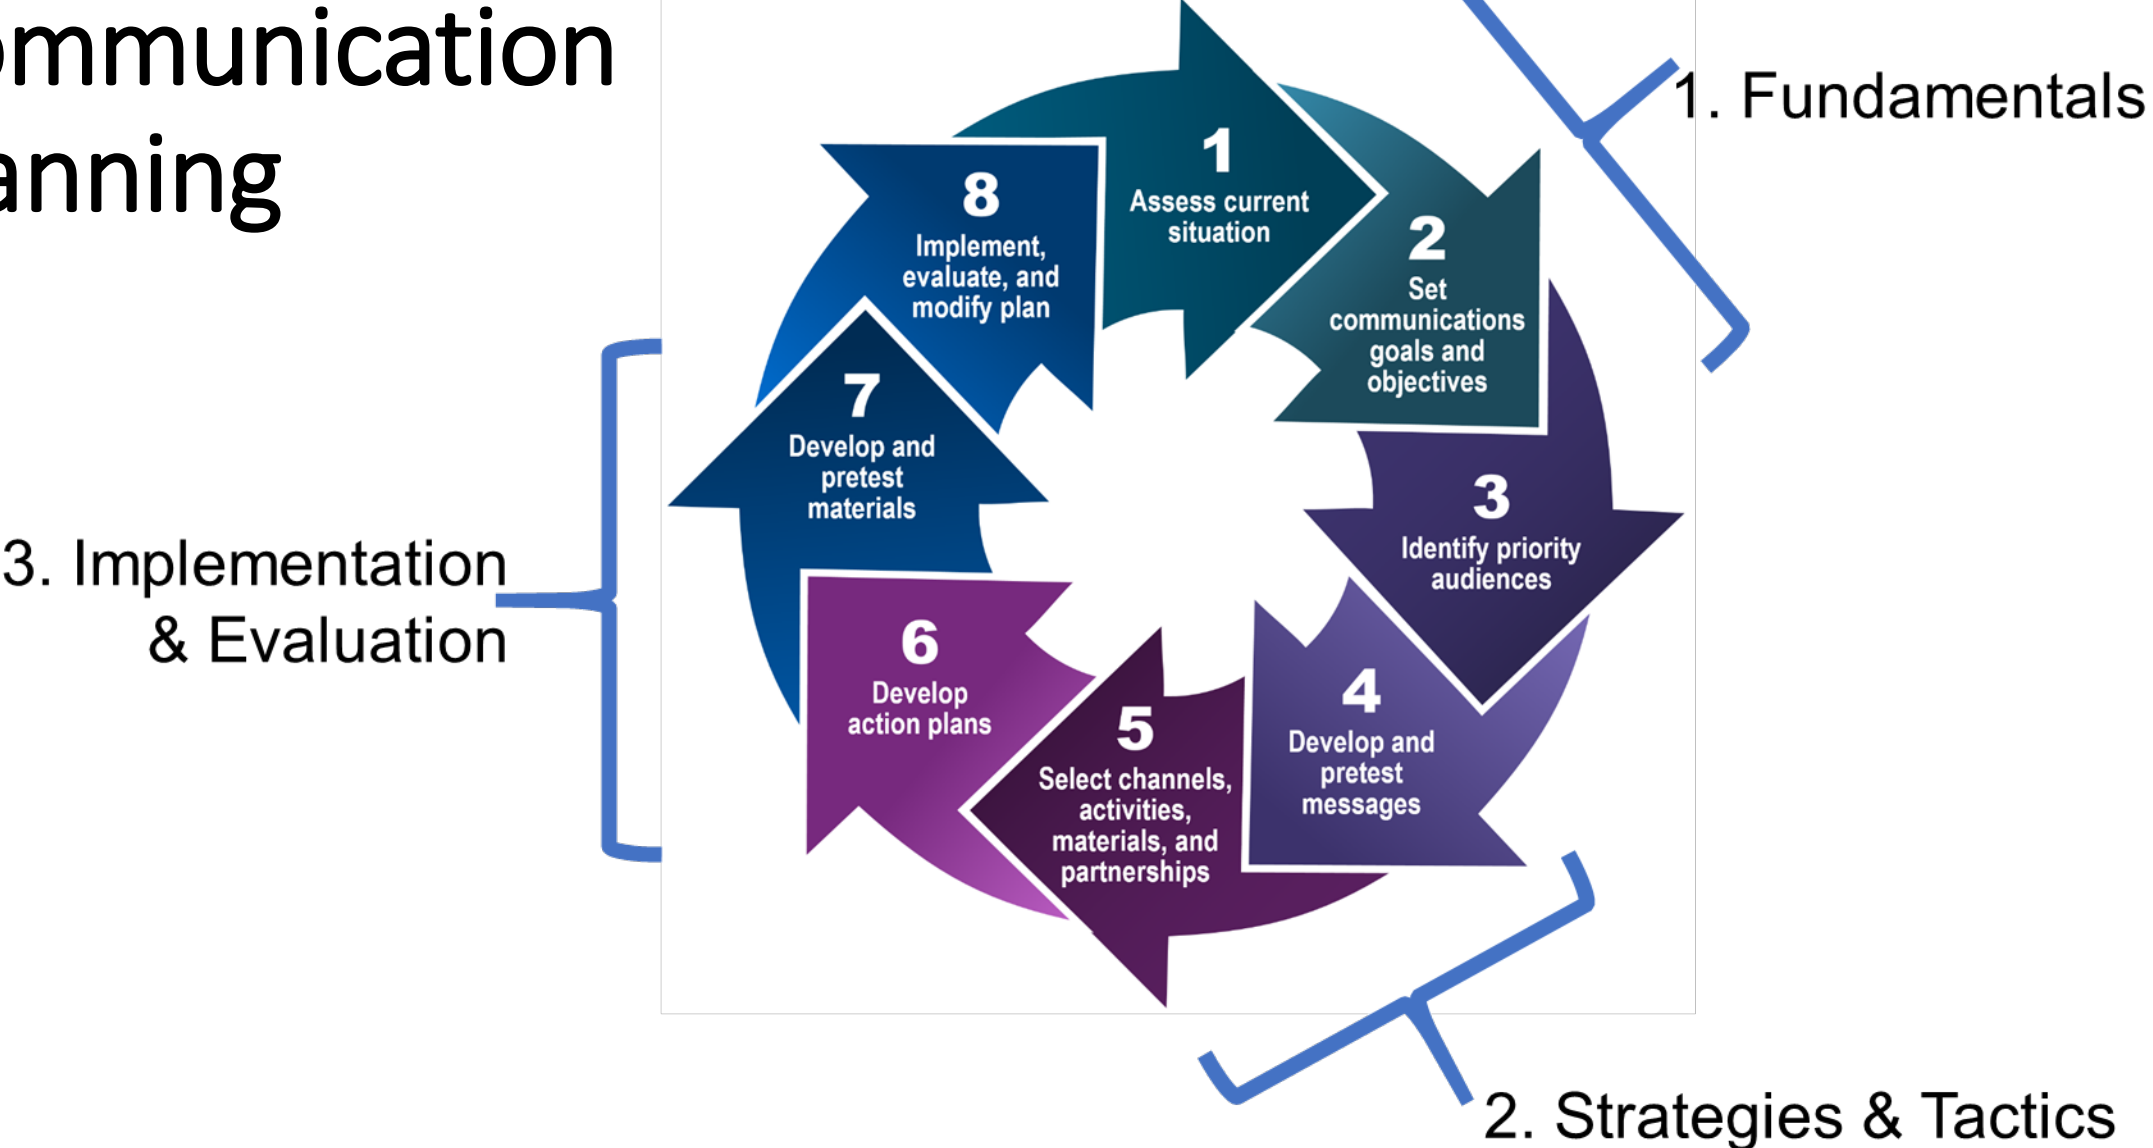 ommunication
anning
1. Fundamentals
1
Assess current
situation
2
Set
communications
goals and
objectives
3
Identify priority
audiences
4
Develop and
pretest
messages
5
Select channels,
activities,
materials, and
partnerships
6
Develop
action plans
7
Develop and
pretest
materials
8
Implement,
evaluate, and
modify plan
3. Implementation
& Evaluation
2. Strategies & Tactics